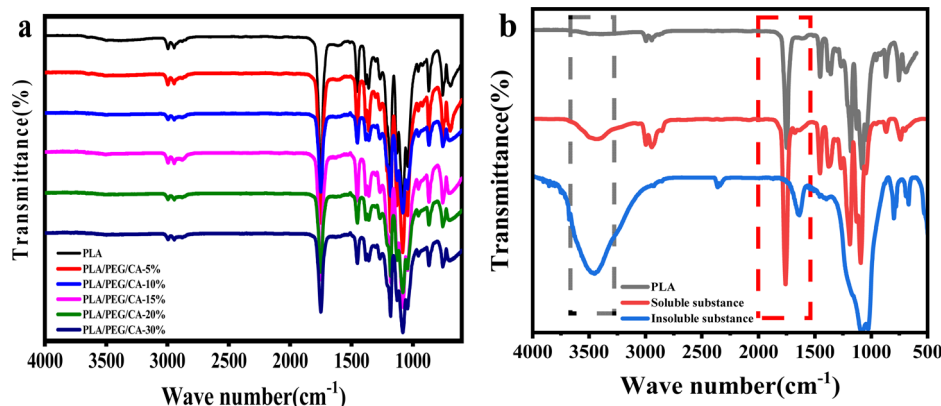 a
Transmittance(%)
PLA
PLA/PEG/CA-5%
PLA/PEG/CA-10%
PLA/PEG/CA-15%
PLA/PEG/CA-20%
PLA/PEG/CA-30%
4000 3500 3000 2500 2000 1500 1000
Wave number(cm⁻¹)
b
Transmittance(%)
PLA
Soluble substance
Insoluble substance
4000 3500 3000 2500 2000 1500 1000 500
Wave number(cm⁻¹)